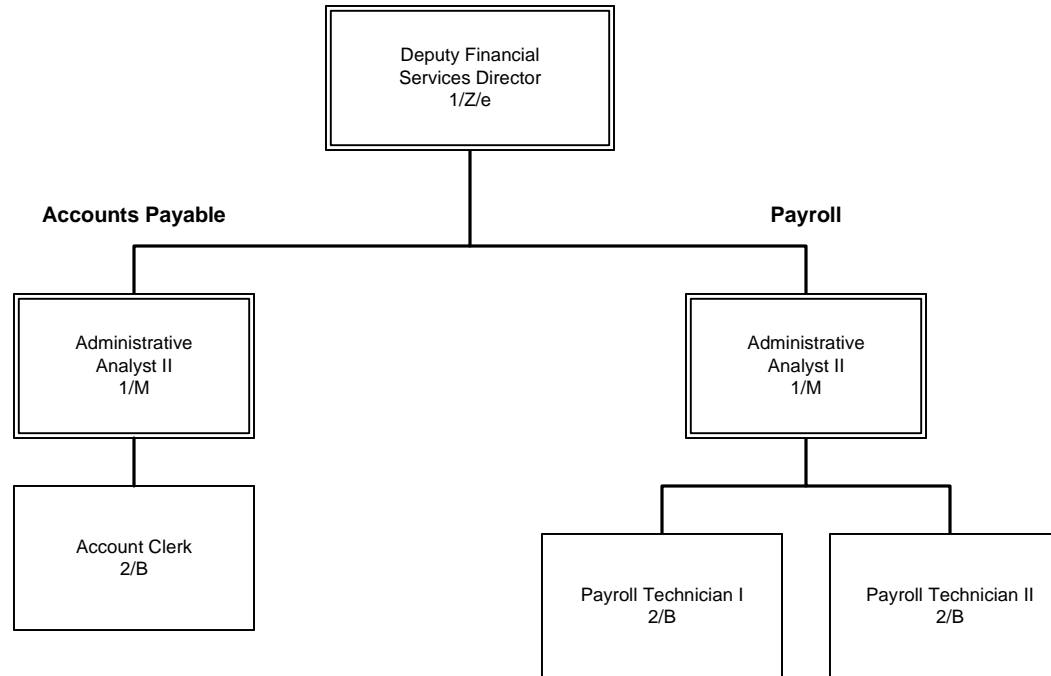 Deputy Financial
Services Director
1/Z/e
Accounts Payable
Payroll
Administrative
Analyst II
1/M
Administrative
Analyst II
1/M
Account Clerk
2/B
Payroll Technician I
2/B
Payroll Technician II
2/B